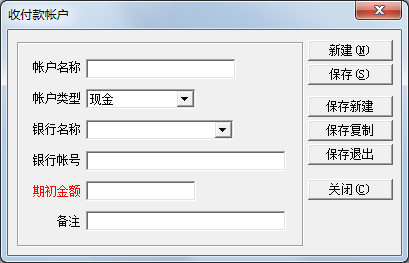 收付款帐户
帐户名称
帐户类型 现金
银行名称
银行帐号
期初金额
备注
新建(N)
保存(S)
保存新建
保存复制
保存退出
关闭(C)